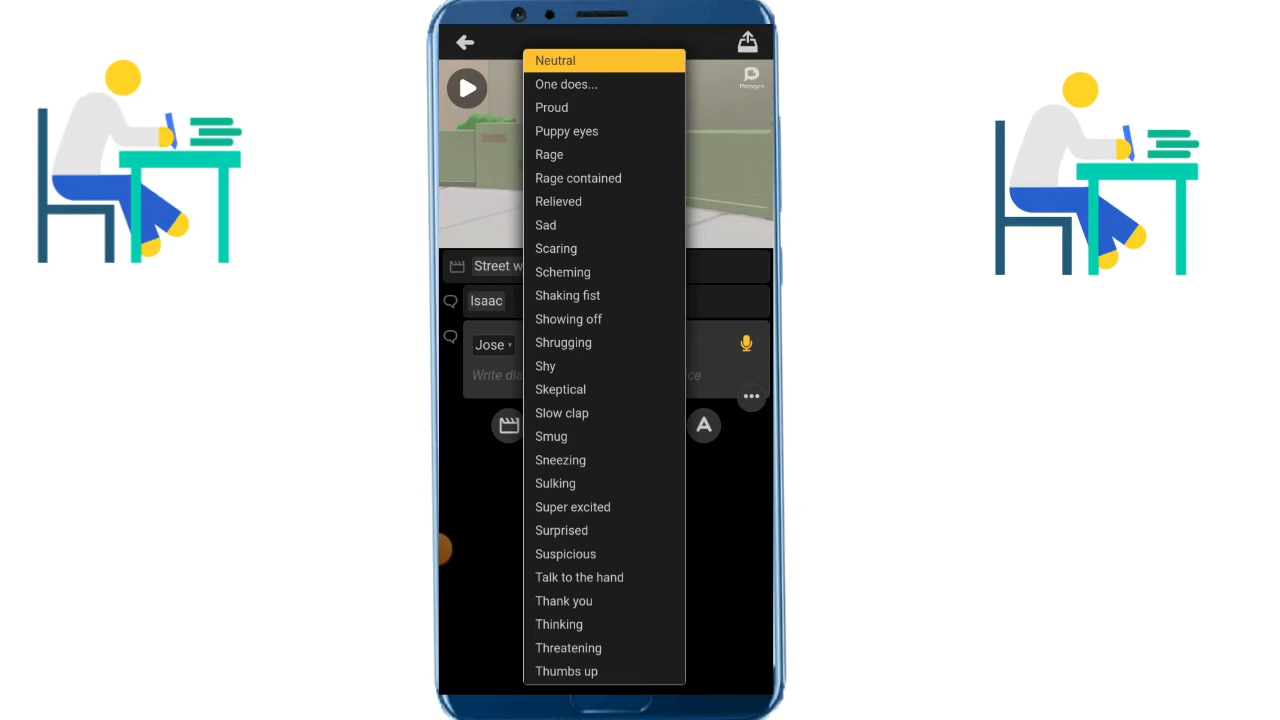 Neutral
One does...
Proud
Puppy eyes
Rage
Rage contained
Relieved
Sad
Scaring
Scheming
Shaking fist
Showing off
Shrugging
Shy
Skeptical
Slow clap
Smug
Sneezing
Sulking
Super excited
Surprised
Suspicious
Talk to the hand
Thank you
Thinking
Threatening
Thumbs up
Plotagon
Street w
Isaac
Jose
Write dia
ce
A